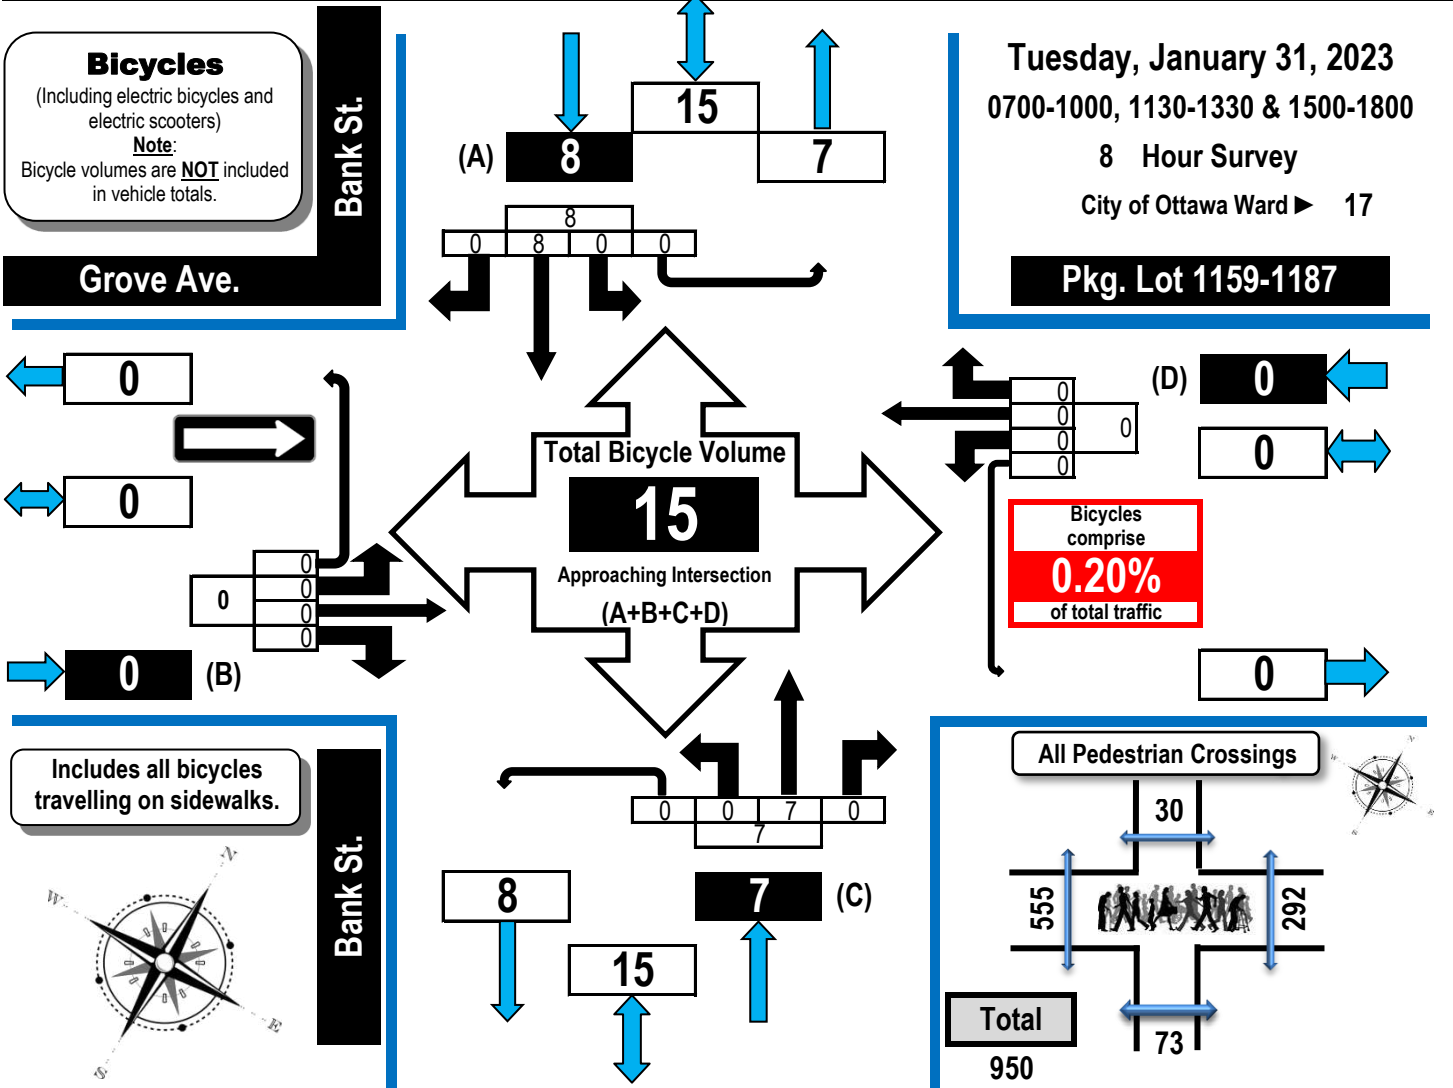 Bicycles
(Including electric bicycles and
electric scooters)
Note:
Bicycle volumes are NOT included
in vehicle totals.
Bank St.
Grove Ave.
15
(A)
8
7
8
0 8 0 0
Tuesday, January 31, 2023
0700-1000, 1130-1330 & 1500-1800
8 Hour Survey
City of Ottawa Ward ► 17
Pkg. Lot 1159-1187
0
0
0
0
0
0
0
0
(B)
Total Bicycle Volume
15
Approaching Intersection
(A+B+C+D)
(D)
0
0
0
0
0
0
0
0
Bicycles
comprise
0.20%
of total traffic
Includes all bicycles
travelling on sidewalks.
Bank St.
N
W
E
S
0 0 7 0
7
8
7
(C)
15
All Pedestrian Crossings
N
W
E
S
30
555
292
73
Total
950